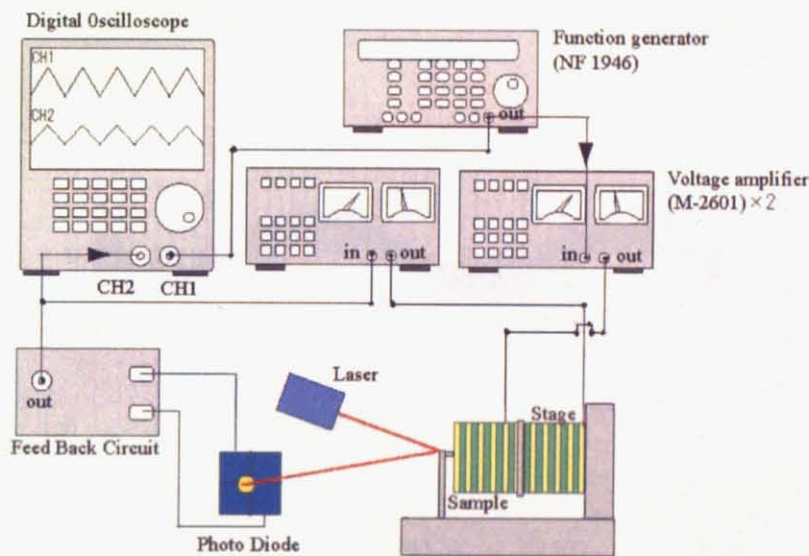 Digital Oscilloscope
CH1
CH2
Function generator
(NF 1946)
out
Voltage amplifier
(M-2601)×2
in
out
in
out
CH2
CH1
out
Feed Back Circuit
Laser
Stage
Sample
Photo Diode